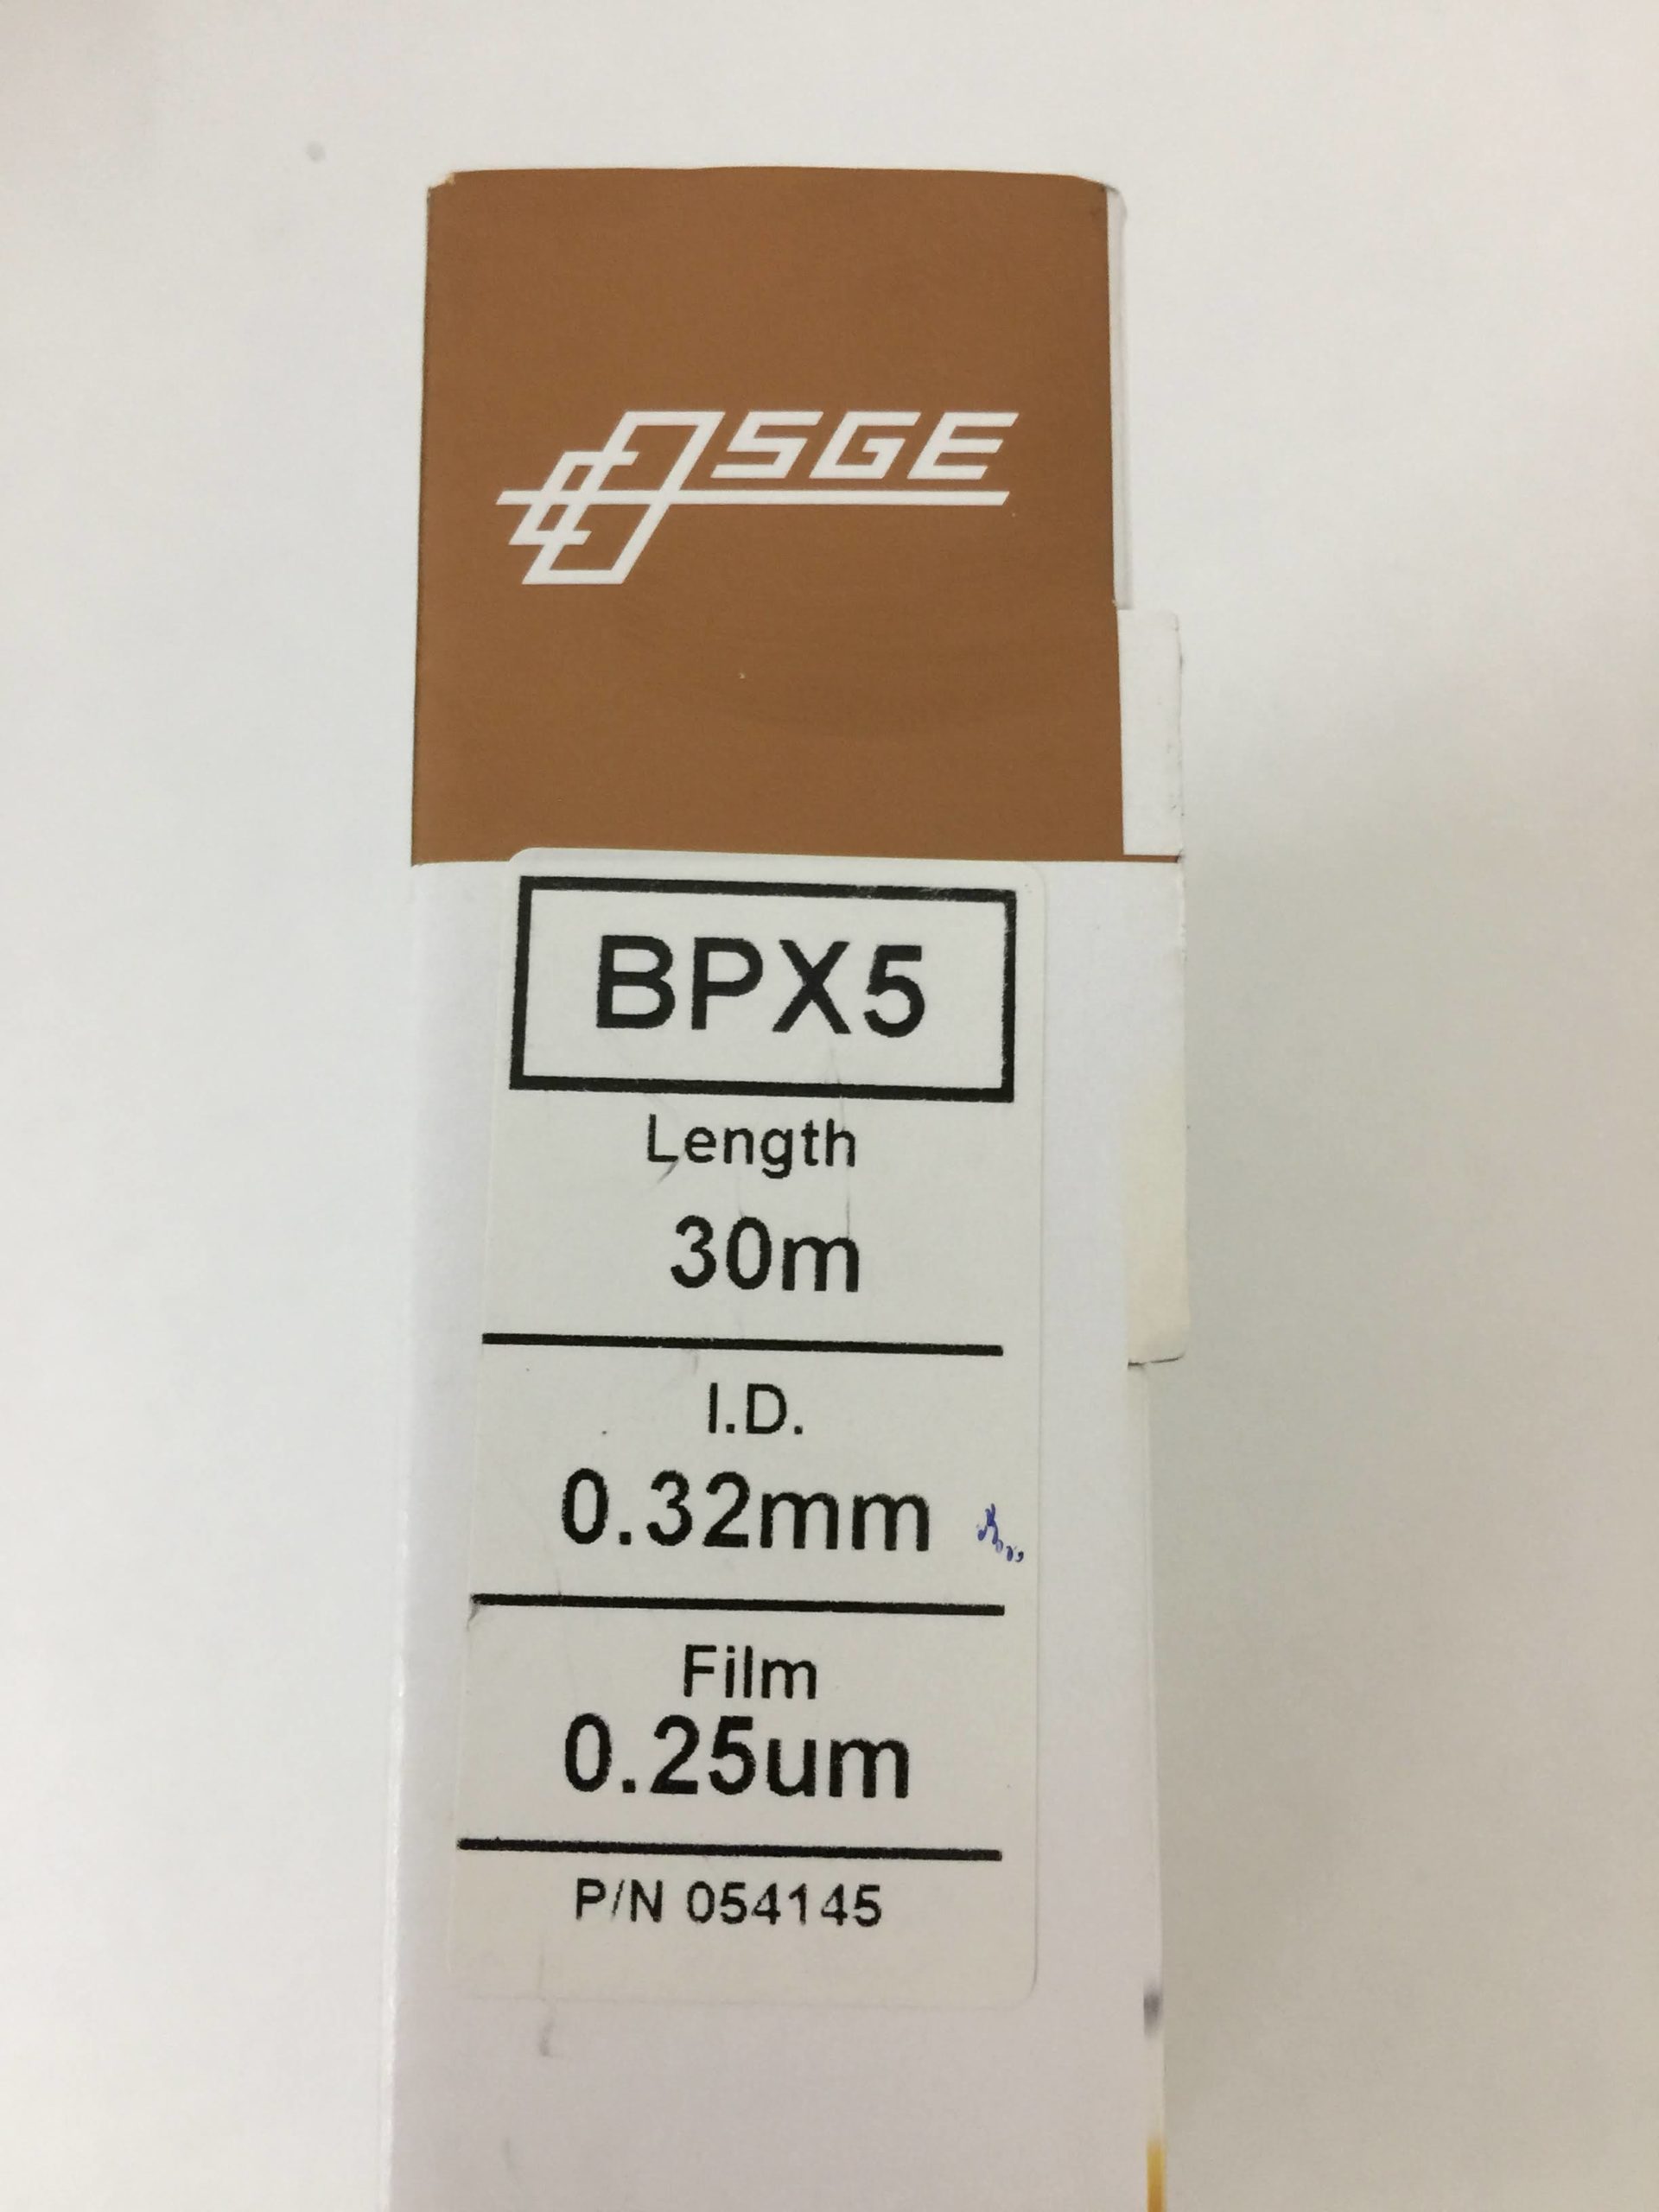 SGE
BPX5
Length
30m
I.D.
0.32mm
Film
0.25um
P/N 054145